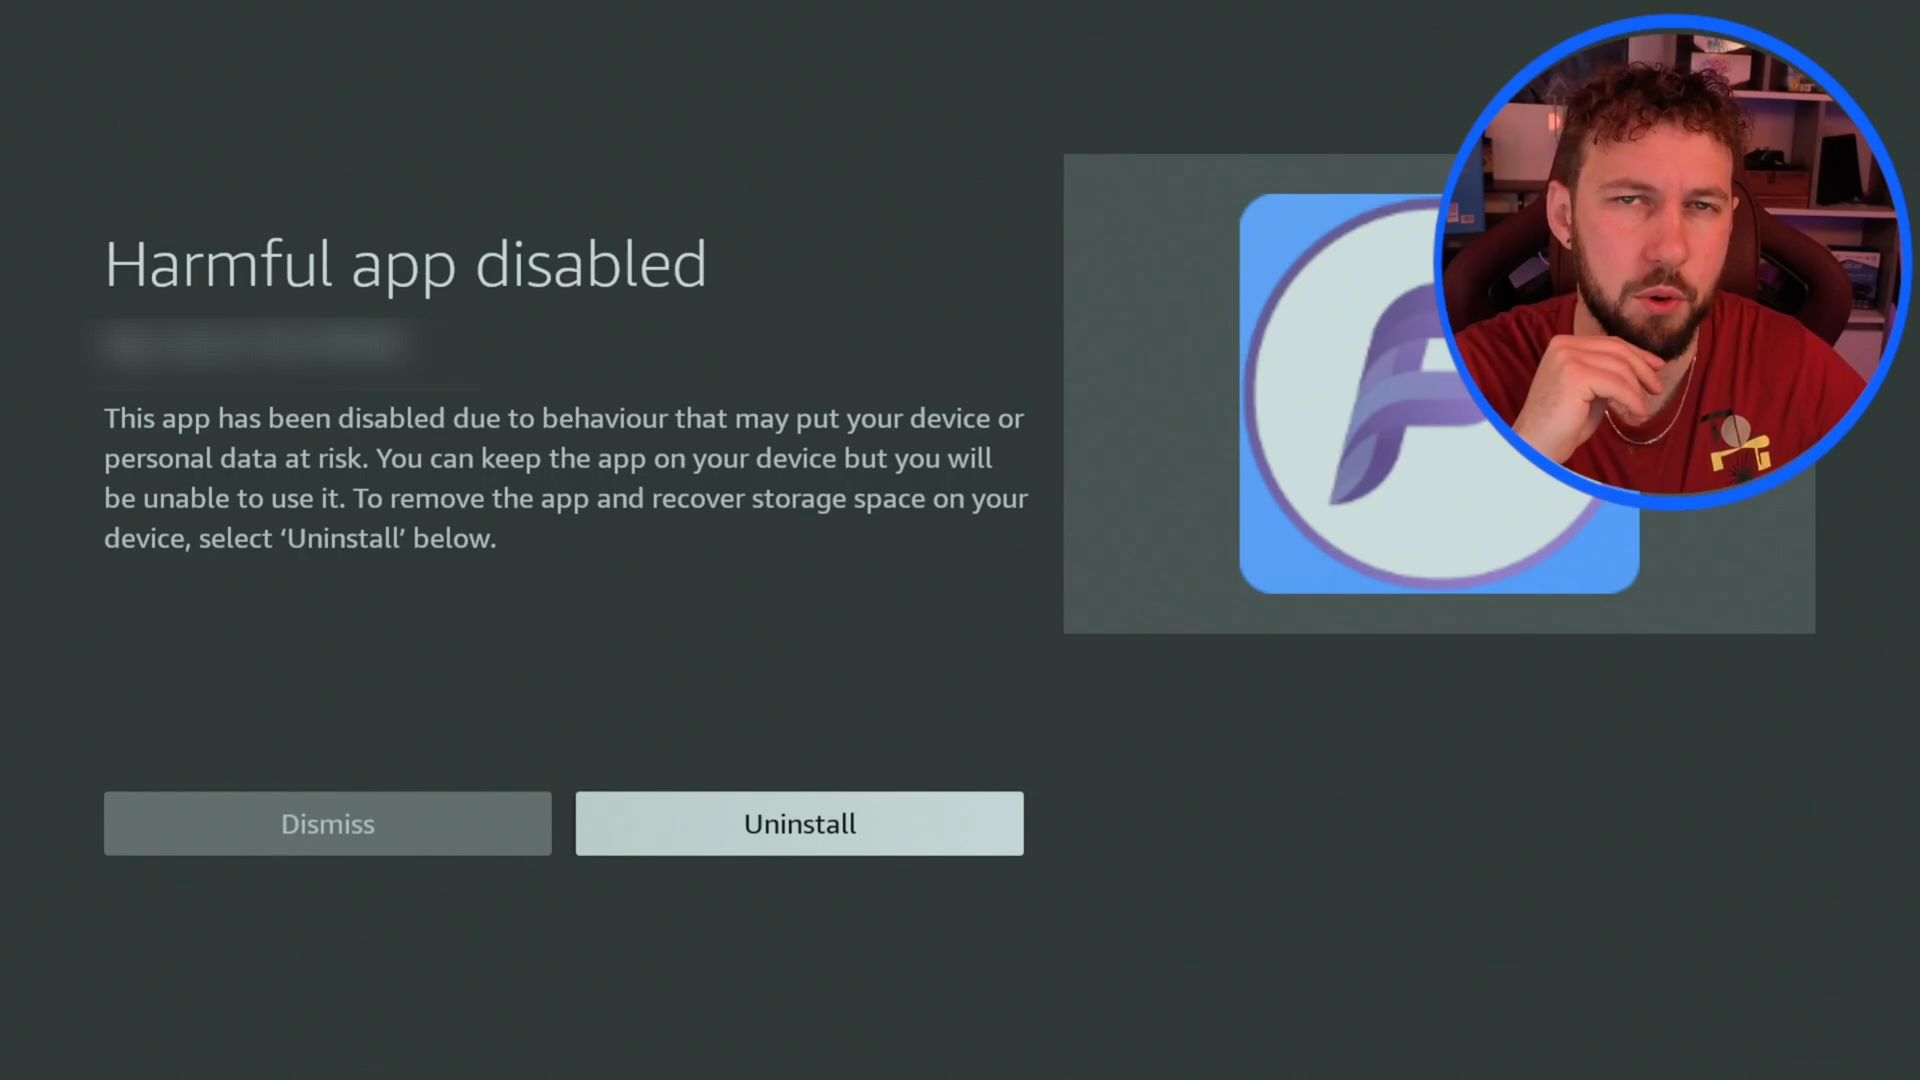 Harmful app disabled
This app has been disabled due to behaviour that may put your device or
personal data at risk. You can keep the app on your device but you will
be unable to use it. To remove the app and recover storage space on your
device, select ‘Uninstall’ below.
Dismiss
Uninstall